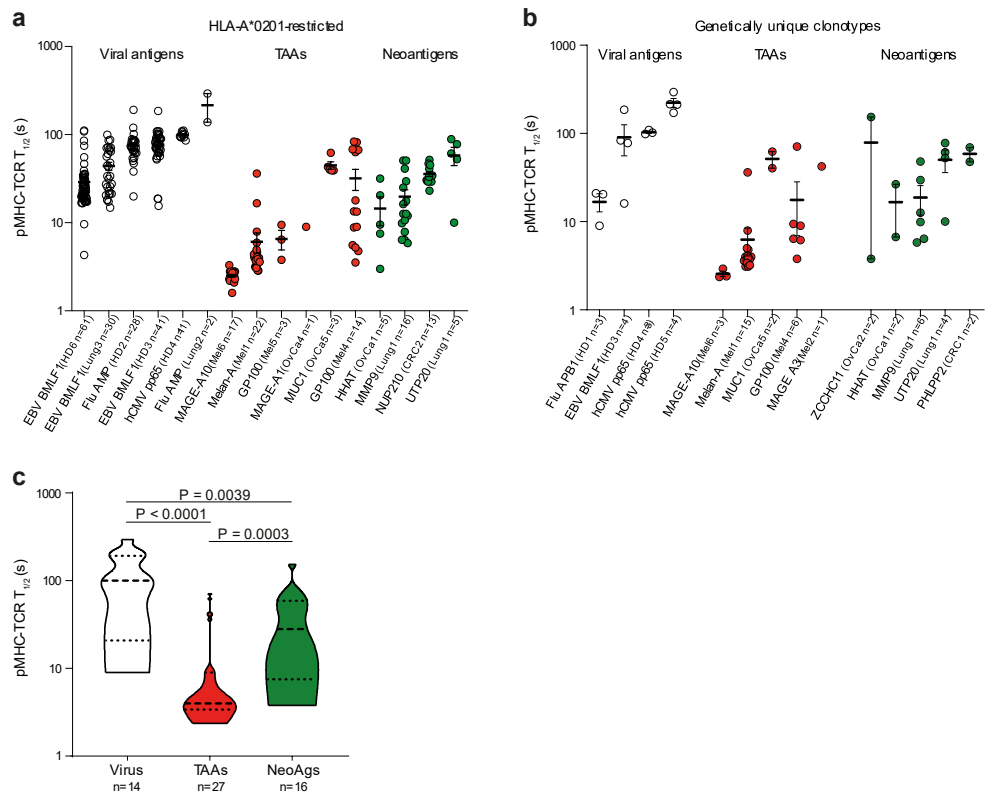 a
HLA-A*0201-restricted
Viral antigens
TAAs
Neoantigens
pMHC-TCR T1/2(s)
1000
100
10
1
EBV BMLF1(HD6 n=61)
EBV BMLF1(Lung3 n=30)
Flu AMP (HD2 n=28)
EBV BMLF1(HD3 n=41)
hCMV pp65 (HD4 n=41)
Flu AMP (Lung2 n=2)
MAGE-A10(Mel6 n=17)
Melan-A(Mel1 n=22)
GP100(Mel5 n=3)
MAGE-A1(OvCa4 n=1)
MUC1 (OvCa5 n=3)
GP100 (Mel4 n=14)
HHAT (OvCa1 n=5)
MMP9(Lung1 n=16)
NUP210 (CRC2 n=13)
UTP20 (Lung1 n=5)
b
Genetically unique clonotypes
Viral antigens
TAAs
Neoantigens
pMHC-TCR T1/2(s)
1000
100
10
1
Flu APB1(HD1 n=3)
EBV BMLF1(HD3 n=4)
hCMV pp65 (HD5 n=4)
MAGE-A10(Mel6 n=3)
Melan-A (Mel1 n=15)
MUC1 (OvCa5 n=2)
GP100 (Mel4 n=6)
MAGE A3(Mel2 n=1)
ZCCHC11 (OvCa2 n=2)
HHAT (OvCa1 n=2)
MMP9 (Lung1 n=6)
UTP20 (Lung1 n=4)
PHLPP2 (CRC1 n=2)
c
pMHC-TCR T1/2(s)
1000
100
10
1
P = 0.0039
P < 0.0001
P = 0.0003
Virus
n=14
TAAs
n=27
NeoAgs
n=16